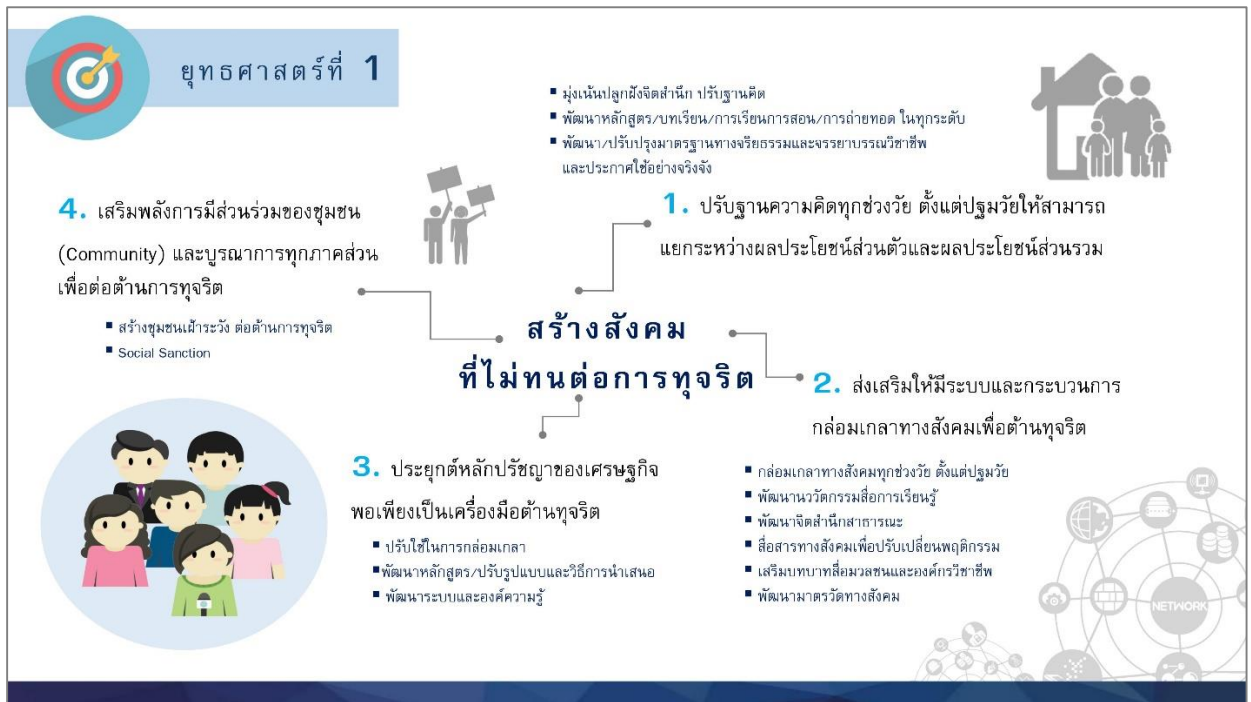 ยุทธศาสตร์ที่ 1
▪ มุ่งเน้นปลูกฝังจิตสำนึก ปรับฐานคิด
▪ พัฒนาหลักสูตร/บทเรียน/การเรียนการสอน/การถ่ายทอด ในทุกระดับ
▪ พัฒนา/ปรับปรุงมาตรฐานทางจริยธรรมและจรรยาบรรณวิชาชีพ
และประกาศใช้อย่างจริงจัง
1. ปรับฐานความคิดทุกช่วงวัย ตั้งแต่ปฐมวัยให้สามารถ
แยกระหว่างผลประโยชน์ส่วนตัวและผลประโยชน์ส่วนรวม
4. เสริมพลังการมีส่วนร่วมของชุมชน
(Community) และบูรณาการทุกภาคส่วน
เพื่อต่อต้านการทุจริต
▪ สร้างชุมชนเฝ้าระวัง ต่อต้านการทุจริต
▪ Social Sanction
สร้างสังคม
ที่ไม่ทนต่อการทุจริต
2. ส่งเสริมให้มีระบบและกระบวนการ
กล่อมเกลาทางสังคมเพื่อต้านทุจริต
▪ กล่อมเกลาทางสังคมทุกช่วงวัย ตั้งแต่ปฐมวัย
▪ พัฒนานวัตกรรมสื่อการเรียนรู้
▪ พัฒนาจิตสำนึกสาธารณะ
▪ สื่อสารทางสังคมเพื่อปรับเปลี่ยนพฤติกรรม
▪ เสริมบทบาทสื่อมวลชนและองค์กรวิชาชีพ
▪ พัฒนามาตรวัดทางสังคม
3. ประยุกต์หลักปรัชญาของเศรษฐกิจ
พอเพียงเป็นเครื่องมือต้านทุจริต
▪ ปรับใช้ในการกล่อมเกลา
▪พัฒนาหลักสูตร/ปรับรูปแบบและวิธีการนำเสนอ
▪ พัฒนาระบบและองค์ความรู้
NETWORK